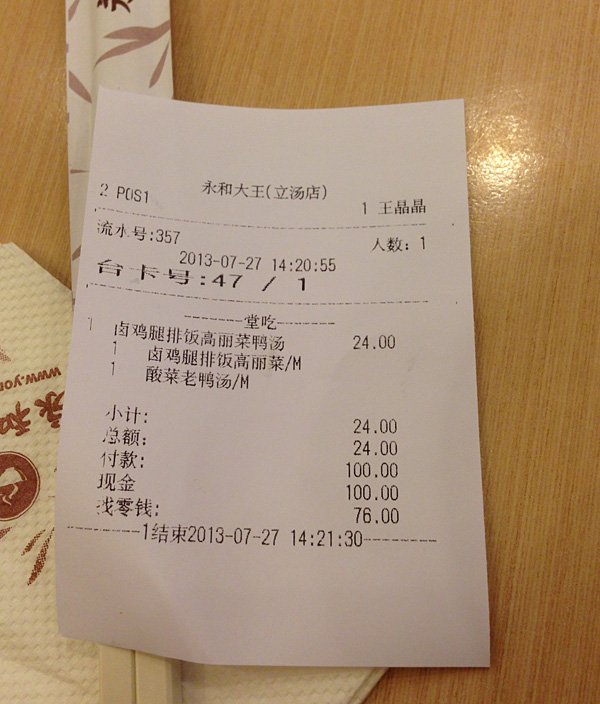 永和大王(立汤店)
2 POS1 1 王晶晶
流水号:357 人数: 1
2013-07-27 14:20:55
台卡号:47 / 1
--------堂吃--------
1 卤鸡腿排饭高丽菜鸭汤 24.00
1 卤鸡腿排饭高丽菜/M
1 酸菜老鸭汤/M
小计: 24.00
总额: 24.00
付款: 100.00
现金 100.00
找零钱: 76.00
--------1结束2013-07-27 14:21:30--------
www.yo
永和